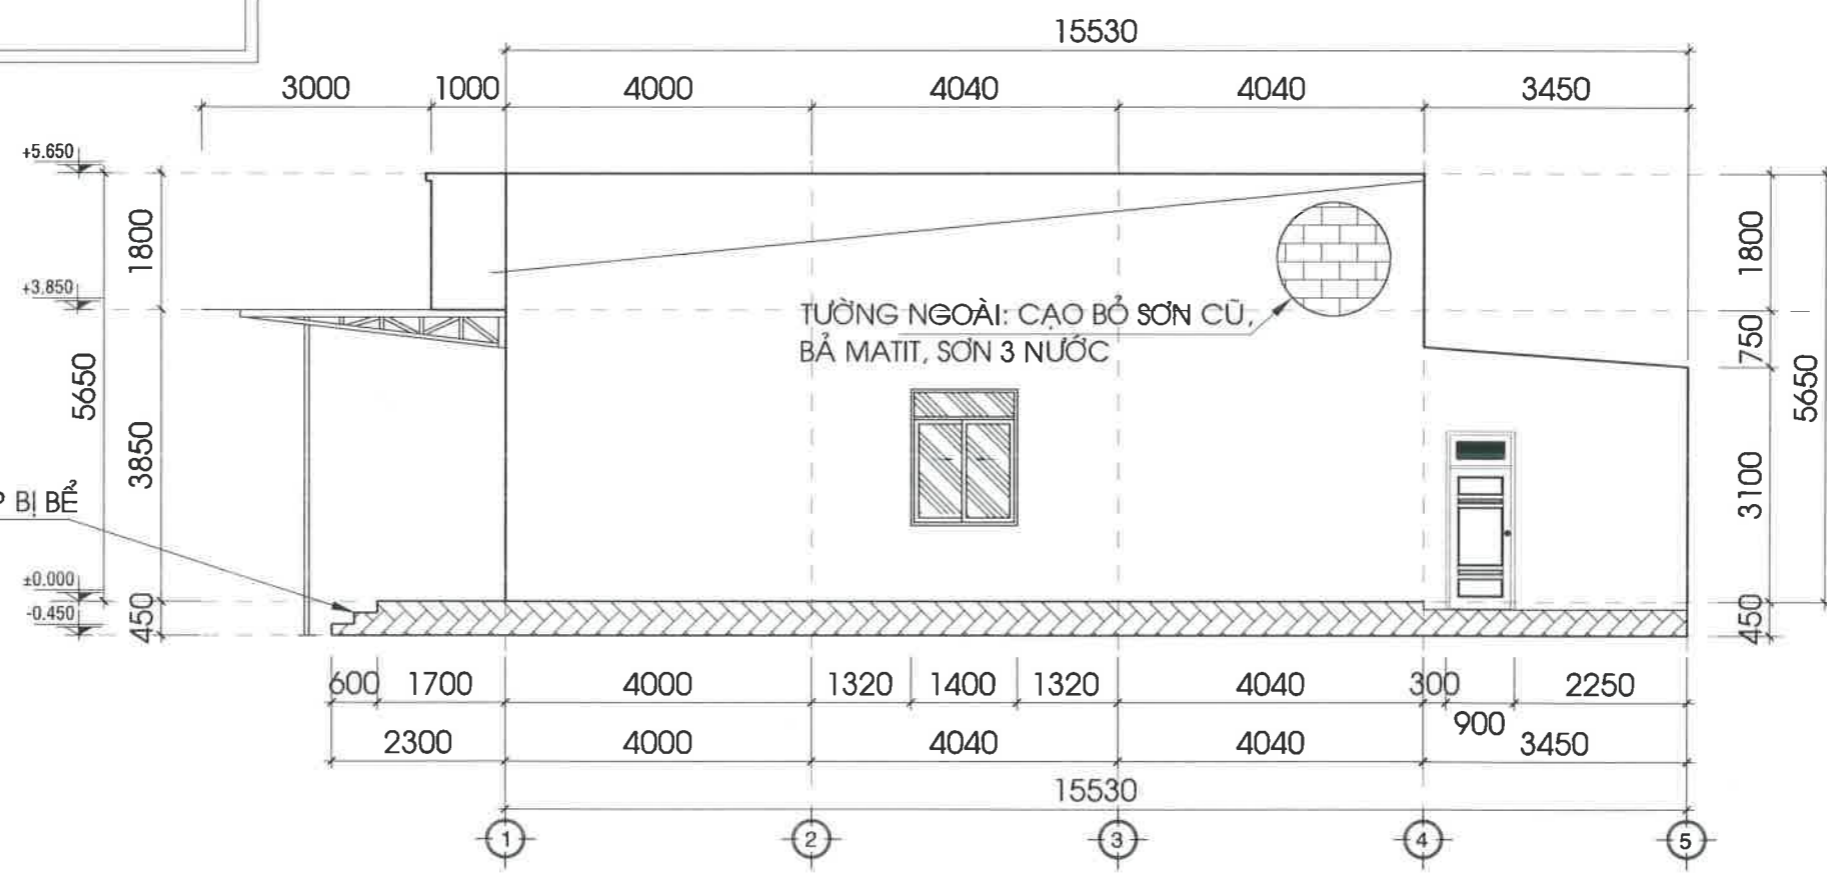 15530
3000 1000 4000 4040 4040 3450
+5.650
1800
1800
+3.850
TƯỜNG NGOÀI: CẠO BỎ SƠN CŨ,
BẢ MATIT, SƠN 3 NƯỚC
750
5650
5650
3850
3100
BỊ BỂ
±0.000
-0.450
450
450
600 1700 4000 1320 1400 1320 4040 300 900 2250
2300 4000 4040 4040 3450
15530
1 2 3 4 5